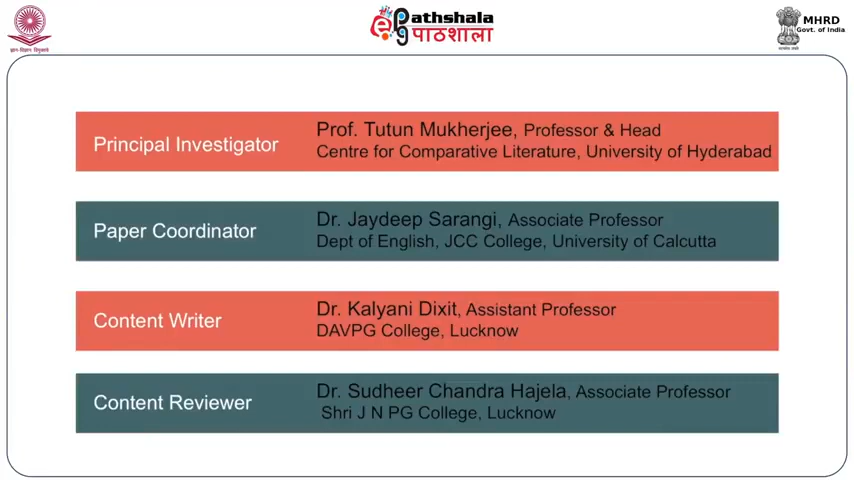 ज्ञान-विज्ञान विमुक्तये
ePathshala
पाठशाला
MHRD
Govt. of India
Principal Investigator
Prof. Tutun Mukherjee, Professor & Head
Centre for Comparative Literature, University of Hyderabad
Paper Coordinator
Dr. Jaydeep Sarangi, Associate Professor
Dept of English, JCC College, University of Calcutta
Content Writer
Dr. Kalyani Dixit, Assistant Professor
DAVPG College, Lucknow
Content Reviewer
Dr. Sudheer Chandra Hajela, Associate Professor
Shri J N PG College, Lucknow